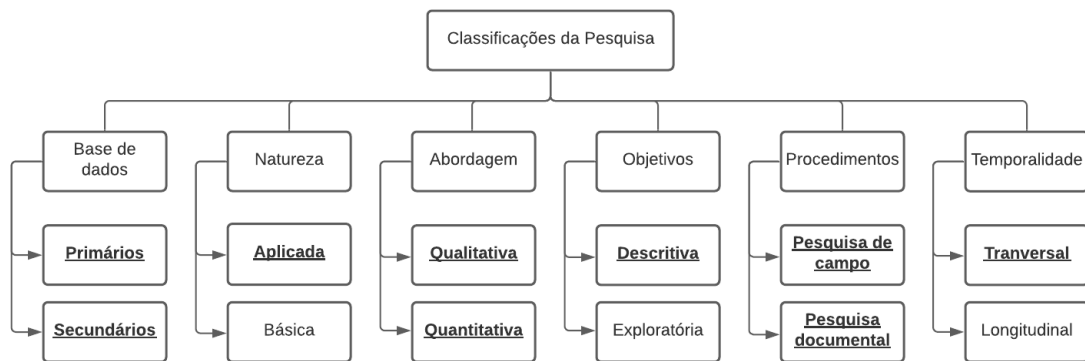 Classificações da Pesquisa
Base de
dados
Natureza
Abordagem
Objetivos
Procedimentos
Temporalidade
Primários
Aplicada
Qualitativa
Descritiva
Pesquisa de
campo
Tranversal
Secundários
Básica
Quantitativa
Exploratória
Pesquisa
documental
Longitudinal